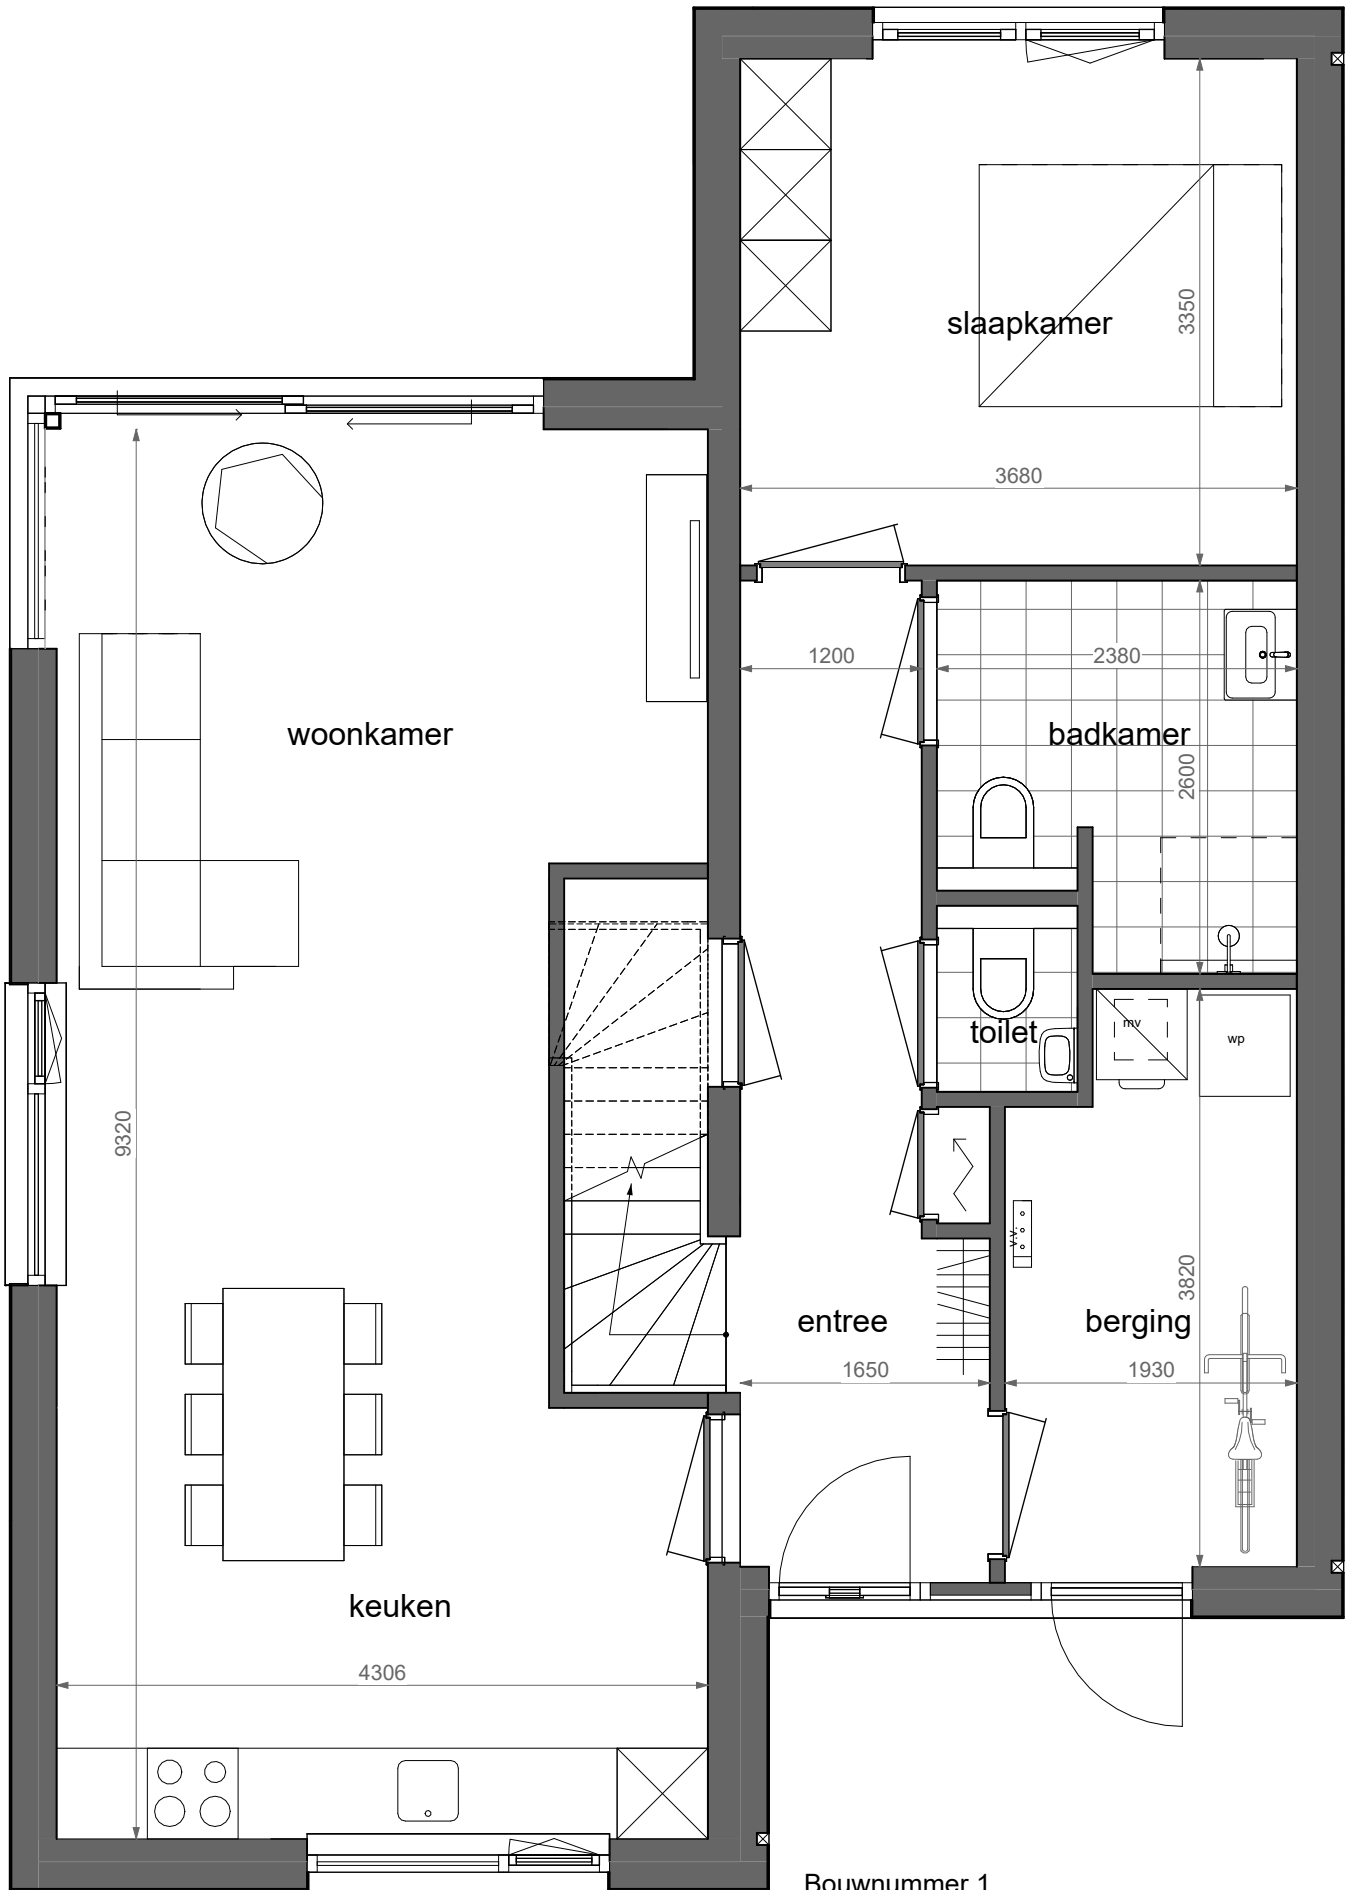 slaapkamer
3350
3680
1200
2380
woonkamer
badkamer
2600
toilet
mv
wp
9320
v.v.
3820
entree
berging
1650
1930
keuken
4306
Bouwnummer 1